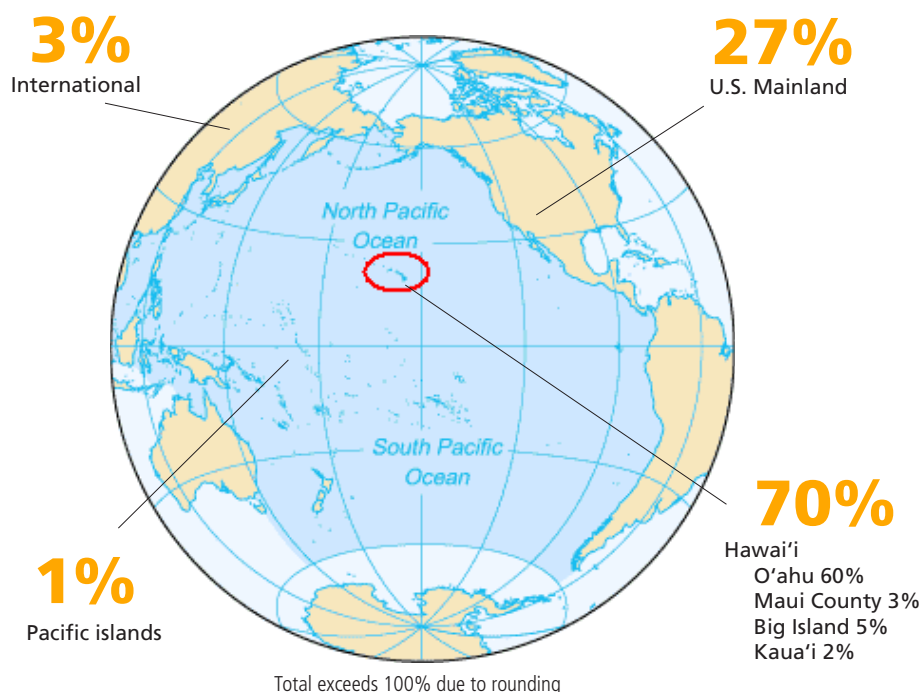 3%
International
27%
U.S. Mainland
North Pacific
Ocean
South Pacific
Ocean
70%
Hawai‘i
O‘ahu 60%
Maui County 3%
Big Island 5%
Kaua‘i 2%
1%
Pacific islands
Total exceeds 100% due to rounding